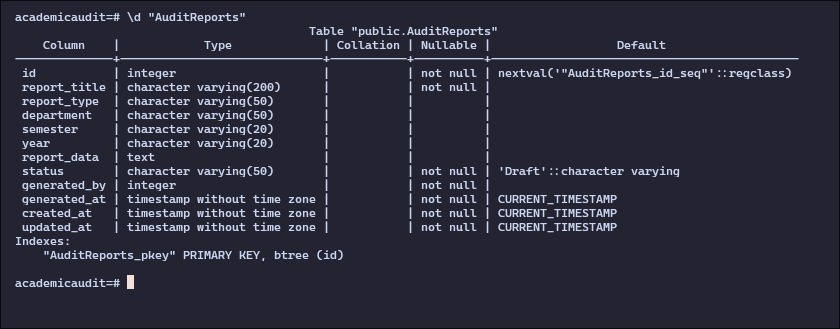 academicaudit=# \d "AuditReports"
Table "public.AuditReports"
Column | Type | Collation | Nullable | Default
id | integer | | not null | nextval('"AuditReports_id_seq"'::regclass)
report_title | character varying(200) | | not null |
report_type | character varying(50) | | |
department | character varying(50) | | |
semester | character varying(20) | | |
year | character varying(20) | | |
report_data | text | | |
status | character varying(50) | | not null | 'Draft'::character varying
generated_by | integer | | not null |
generated_at | timestamp without time zone | | not null | CURRENT_TIMESTAMP
created_at | timestamp without time zone | | not null | CURRENT_TIMESTAMP
updated_at | timestamp without time zone | | not null | CURRENT_TIMESTAMP
Indexes:
"AuditReports_pkey" PRIMARY KEY, btree (id)
academicaudit=#